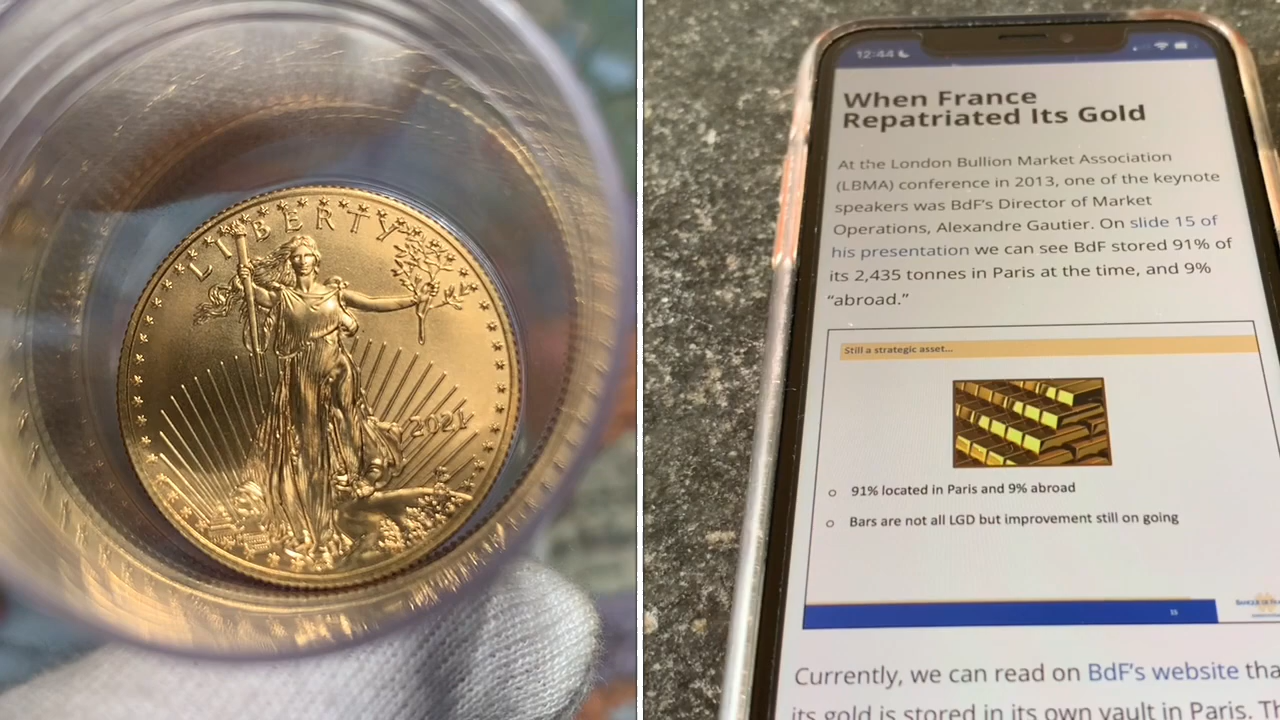 LIBERTY
2021
12:44
When France
Repatriated Its Gold
At the London Bullion Market Association
(LBMA) conference in 2013, one of the keynote
speakers was BdF's Director of Market
Operations, Alexandre Gautier. On slide 15 of
his presentation we can see BdF stored 91% of
its 2,435 tonnes in Paris at the time, and 9%
“abroad.”
Still a strategic asset...
o 91% located in Paris and 9% abroad
o Bars are not all LGD but improvement still on going
15
Currently, we can read on BdF's website tha
its gold is stored in its own vault in Paris. Th